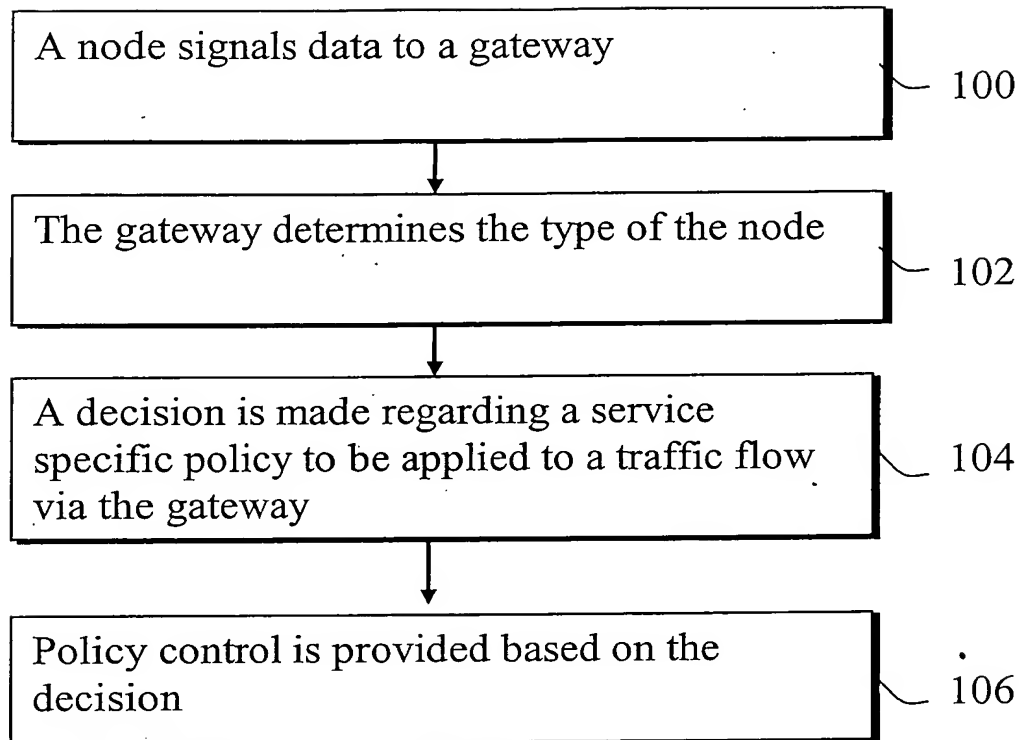 A node signals data to a gateway
100
The gateway determines the type of the node
102
A decision is made regarding a service
specific policy to be applied to a traffic flow
via the gateway
104
Policy control is provided based on the
decision
106